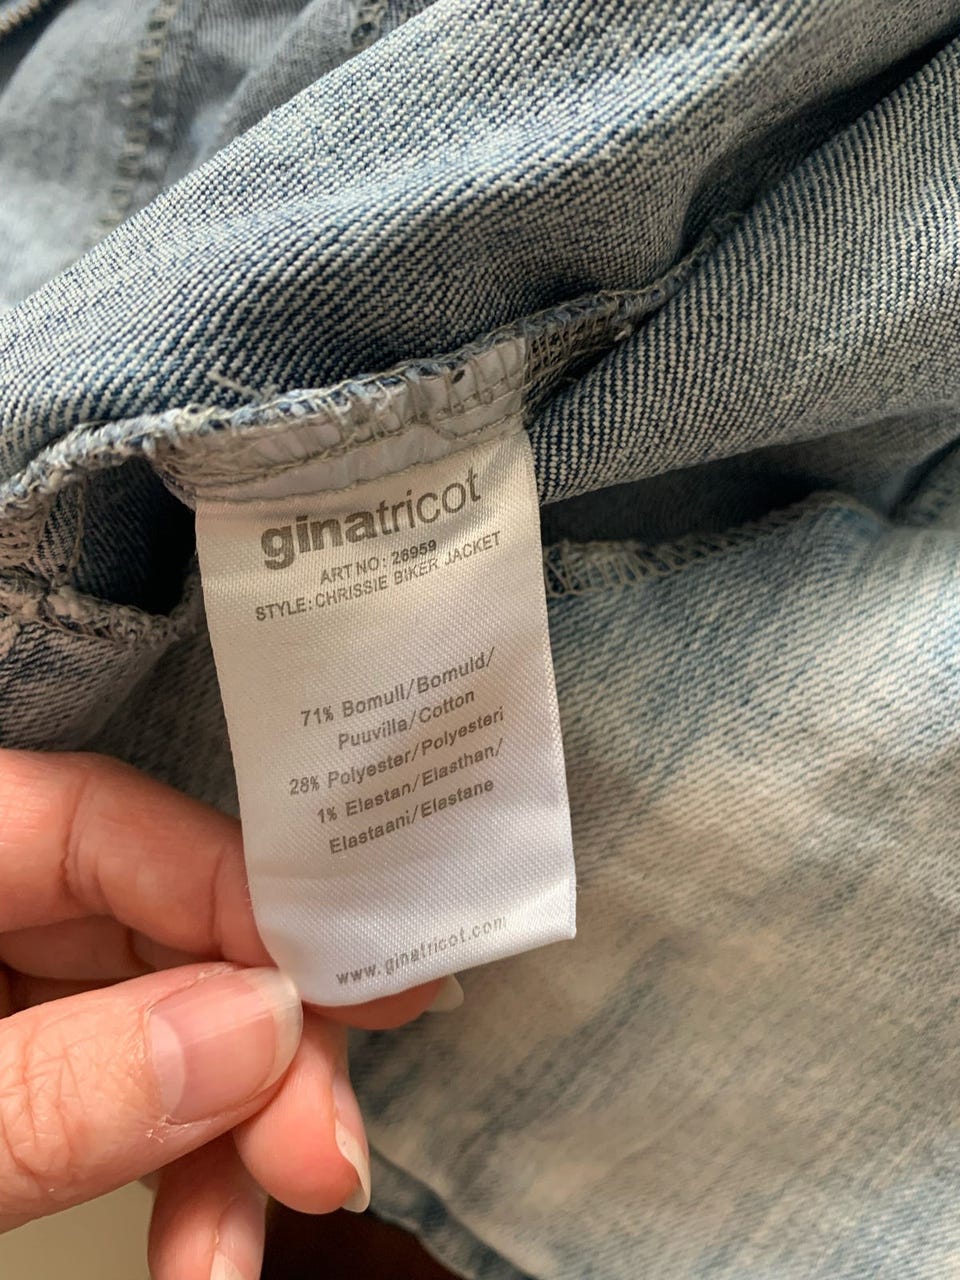 ginatricot
ART NO: 26959
STYLE: CHRISSIE BIKER JACKET
71% Bomull/Bomuld/
Puuvilla/Cotton
28% Polyester/Polyesteri
1% Elastan/Elasthan/
Elastaani/Elastane
www.ginatricot.com